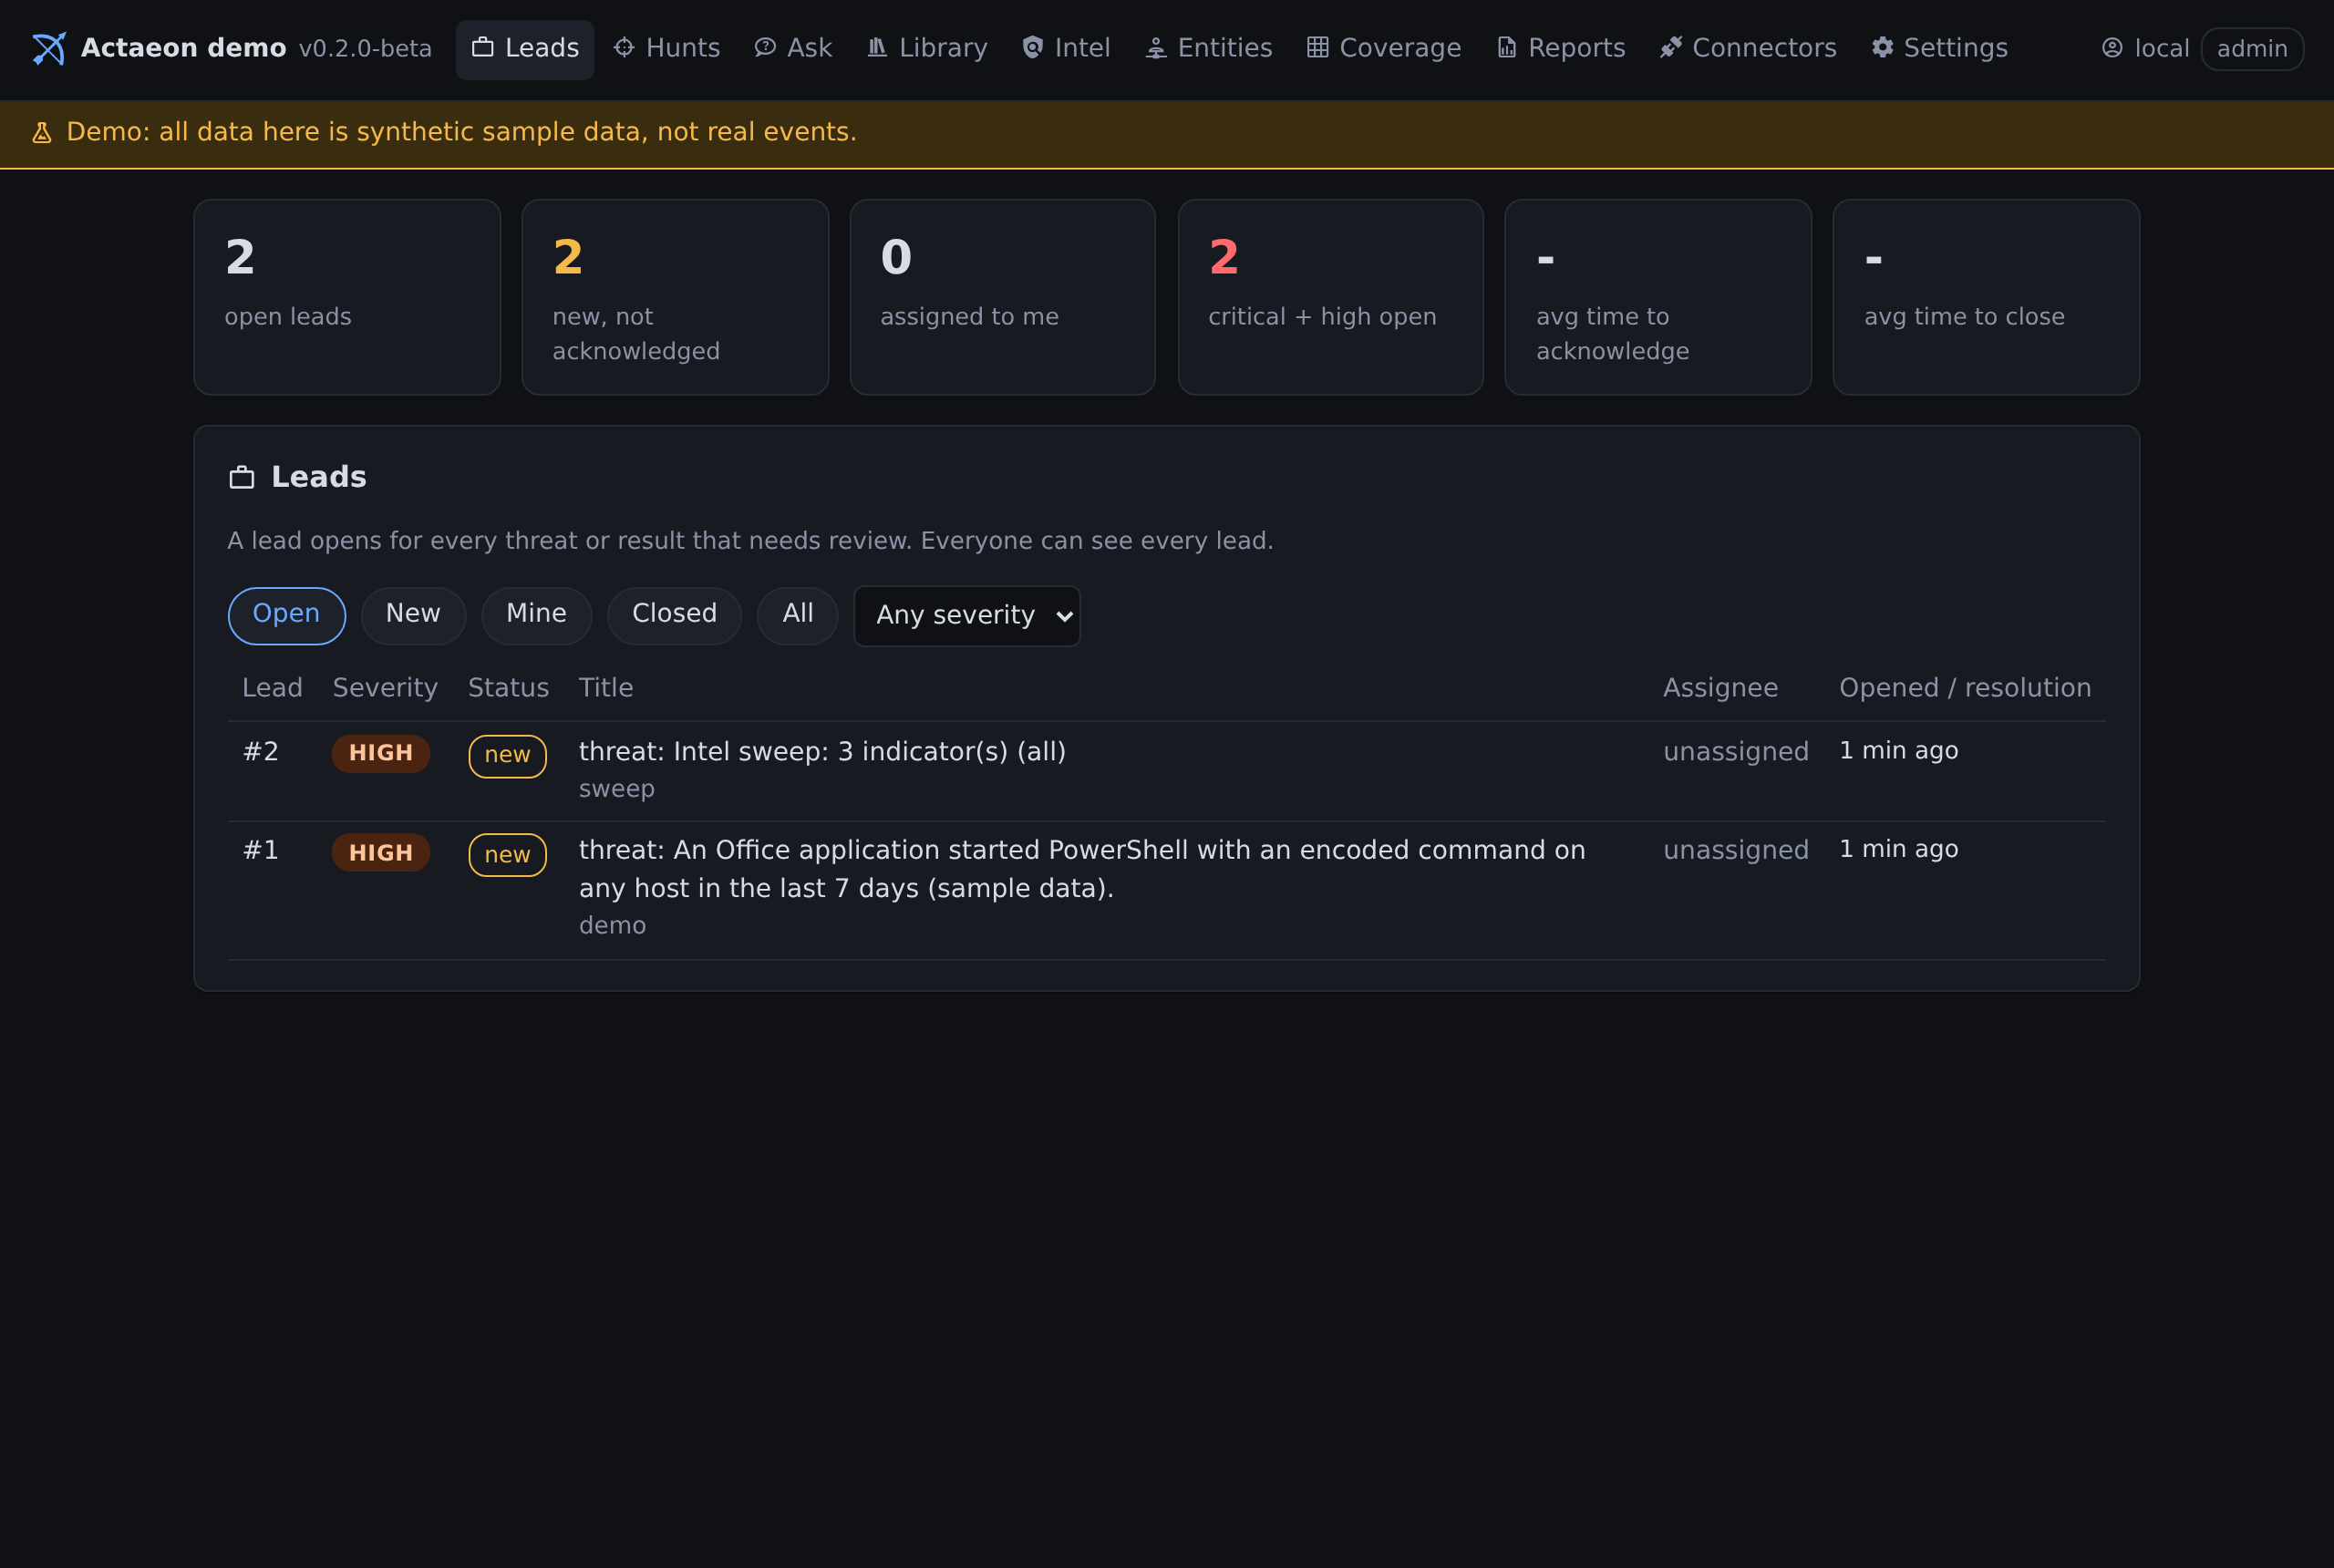 Actaeon demo v0.2.0-beta Leads Hunts Ask Library Intel Entities Coverage Reports Connectors Settings local admin
Demo: all data here is synthetic sample data, not real events.
2
open leads
2
new, not
acknowledged
0
assigned to me
2
critical + high open
-
avg time to
acknowledge
-
avg time to close
Leads
A lead opens for every threat or result that needs review. Everyone can see every lead.
Open New Mine Closed All Any severity
Lead Severity Status Title Assignee Opened / resolution
#2 HIGH new threat: Intel sweep: 3 indicator(s) (all) unassigned 1 min ago
sweep
#1 HIGH new threat: An Office application started PowerShell with an encoded command on unassigned 1 min ago
any host in the last 7 days (sample data).
demo